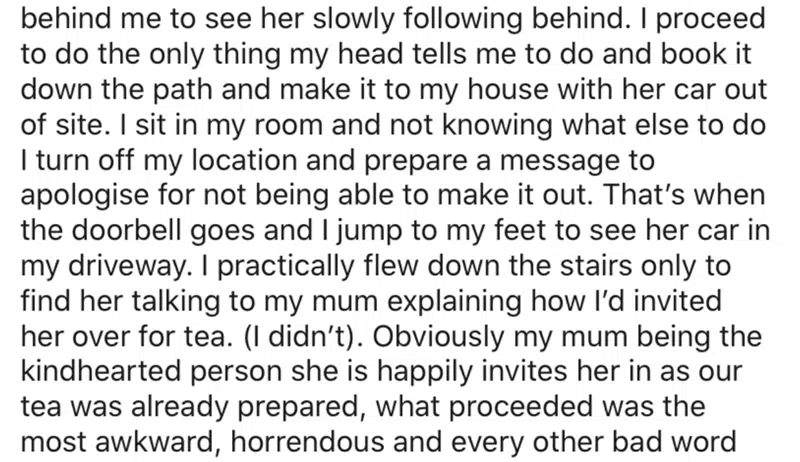 behind me to see her slowly following behind. I proceed
to do the only thing my head tells me to do and book it
down the path and make it to my house with her car out
of site. I sit in my room and not knowing what else to do
I turn off my location and prepare a message to
apologise for not being able to make it out. That’s when
the doorbell goes and I jump to my feet to see her car in
my driveway. I practically flew down the stairs only to
find her talking to my mum explaining how I’d invited
her over for tea. (I didn’t). Obviously my mum being the
kindhearted person she is happily invites her in as our
tea was already prepared, what proceeded was the
most awkward, horrendous and every other bad word